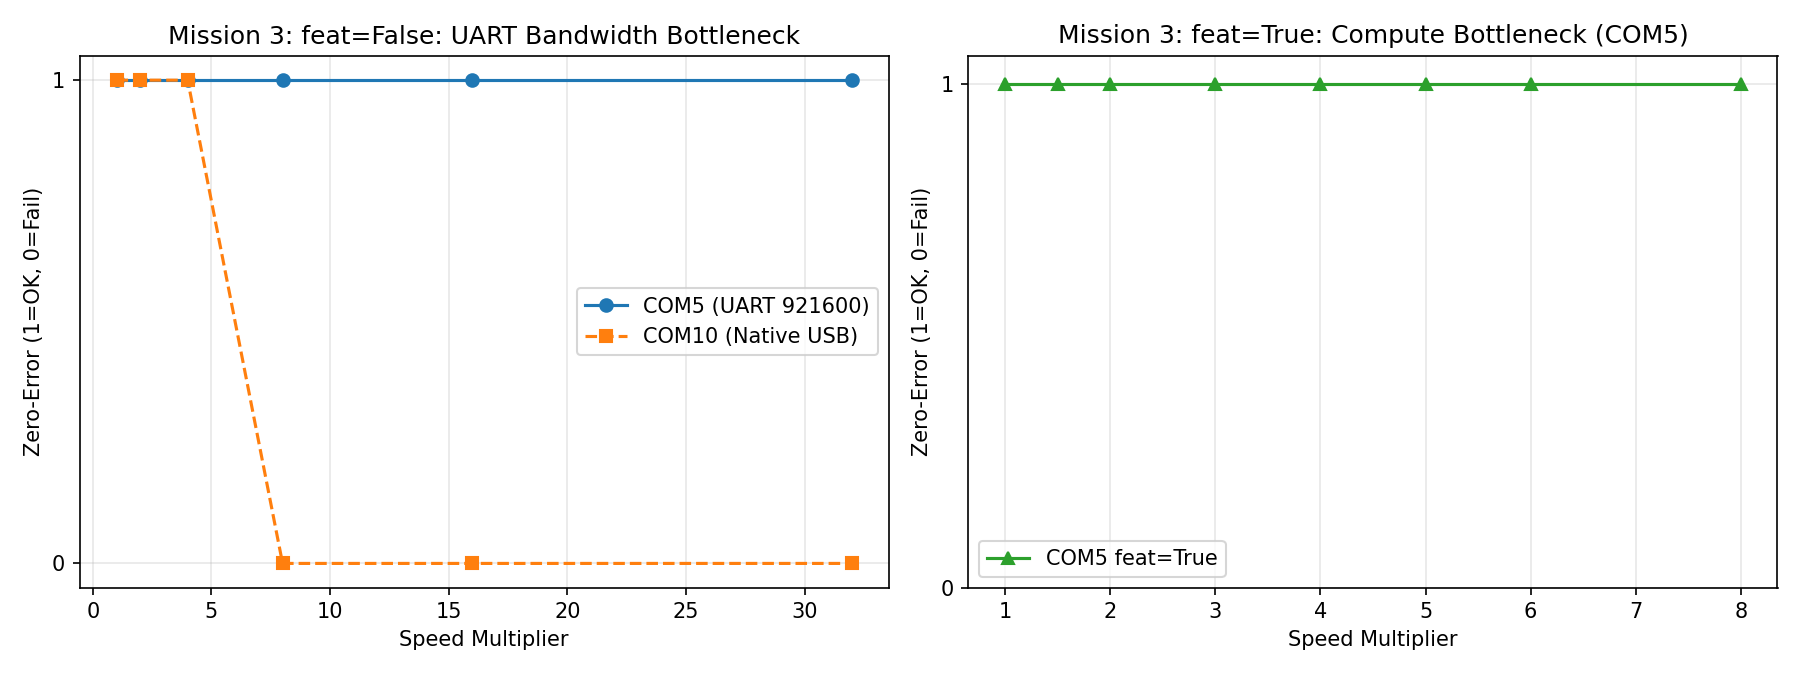 Mission 3: feat=False: UART Bandwidth Bottleneck
Zero-Error (1=OK, 0=Fail)
1
0
COM5 (UART 921600)
COM10 (Native USB)
0 5 10 15 20 25 30
Speed Multiplier
Mission 3: feat=True: Compute Bottleneck (COM5)
Zero-Error (1=OK, 0=Fail)
1
0
COM5 feat=True
1 2 3 4 5 6 7 8
Speed Multiplier